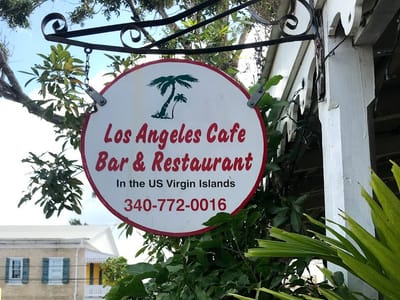 Los Angeles Cafe
Bar & Restaurant
In the US Virgin Islands
340-772-0016